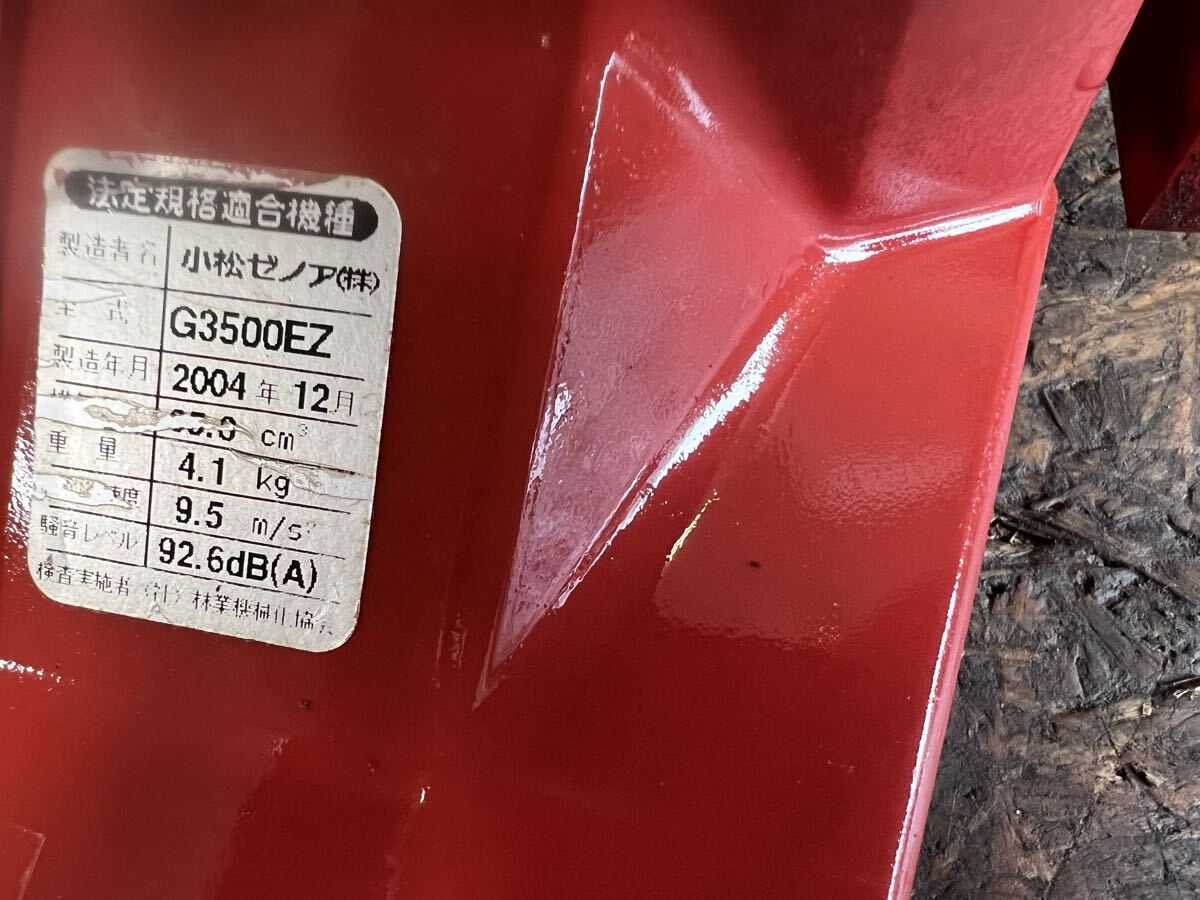 法定規格適合機種
製造者名 小松ゼノア(株)
式 G3500EZ
製造年月 2004年12月
cm³
重量 4.1 kg
度 9.5 m/s²
騒音レベル 92.6dB(A)
検査実施者 (社) 林業機械化協会